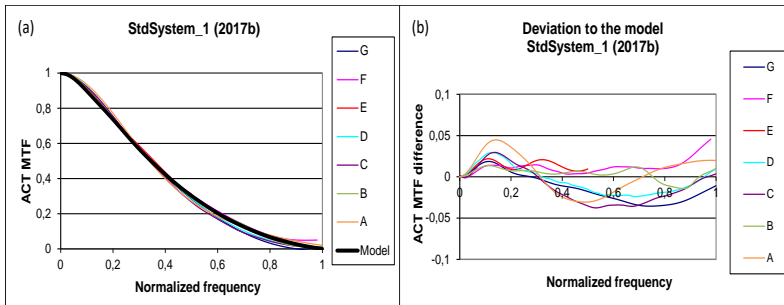 (a)
StdSystem_1 (2017b)
ACT MTF
1
0,8
0,6
0,4
0,2
0
0
0,2
0,4
0,6
0,8
1
Normalized frequency
G
F
E
D
C
B
A
Model
(b)
Deviation to the model
StdSystem_1 (2017b)
ACT MTF difference
0,1
0,05
0
-0,05
-0,1
0
0,2
0,4
0,6
0,8
1
Normalized frequency
G
F
E
D
C
B
A